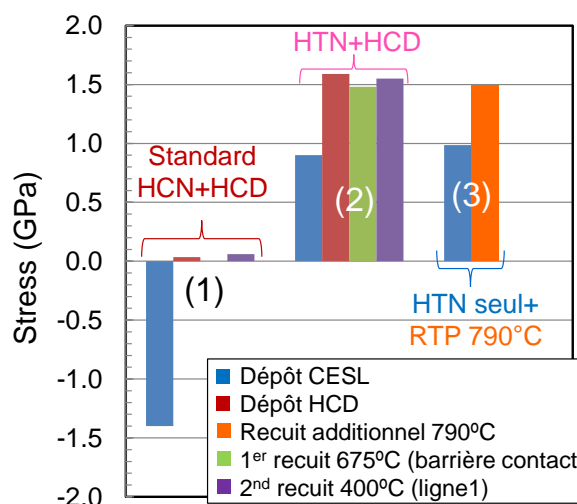 2.0
1.5
1.0
0.5
0.0
-0.5
-1.0
-1.5
-2.0
Stress (GPa)
HTN+HCD
Standard
HCN+HCD
(1)
(2)
(3)
HTN seul+
RTP 790°C
Dépôt CESL
Dépôt HCD
Recuit additionnel 790ºC
1er recuit 675ºC (barrière contact
2nd recuit 400ºC (ligne1)